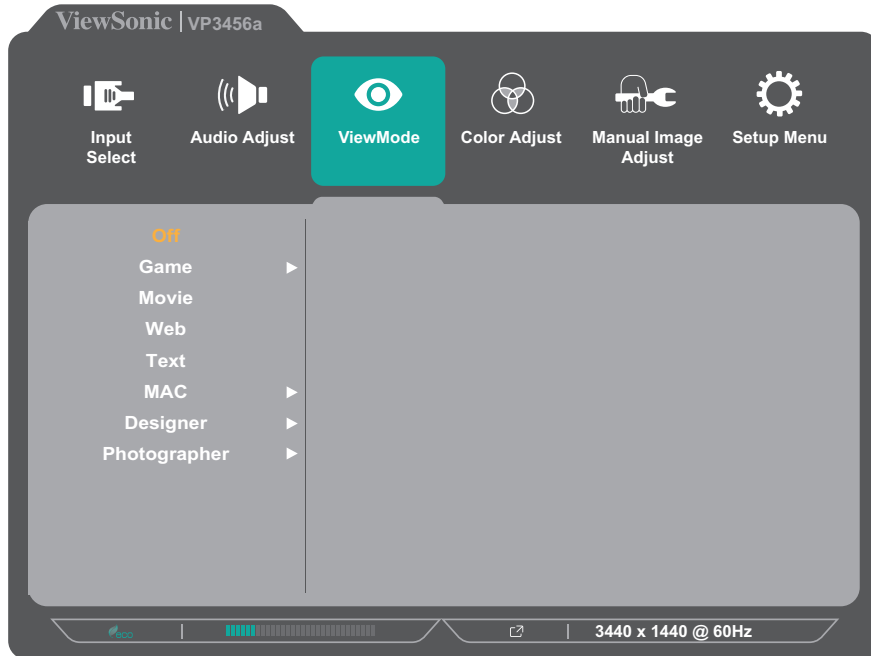 ViewSonic | VP3456a
Input Select
Audio Adjust
ViewMode
Color Adjust
Manual Image Adjust
Setup Menu
Off
Game
Movie
Web
Text
MAC
Designer
Photographer
eco
3440 x 1440 @ 60Hz